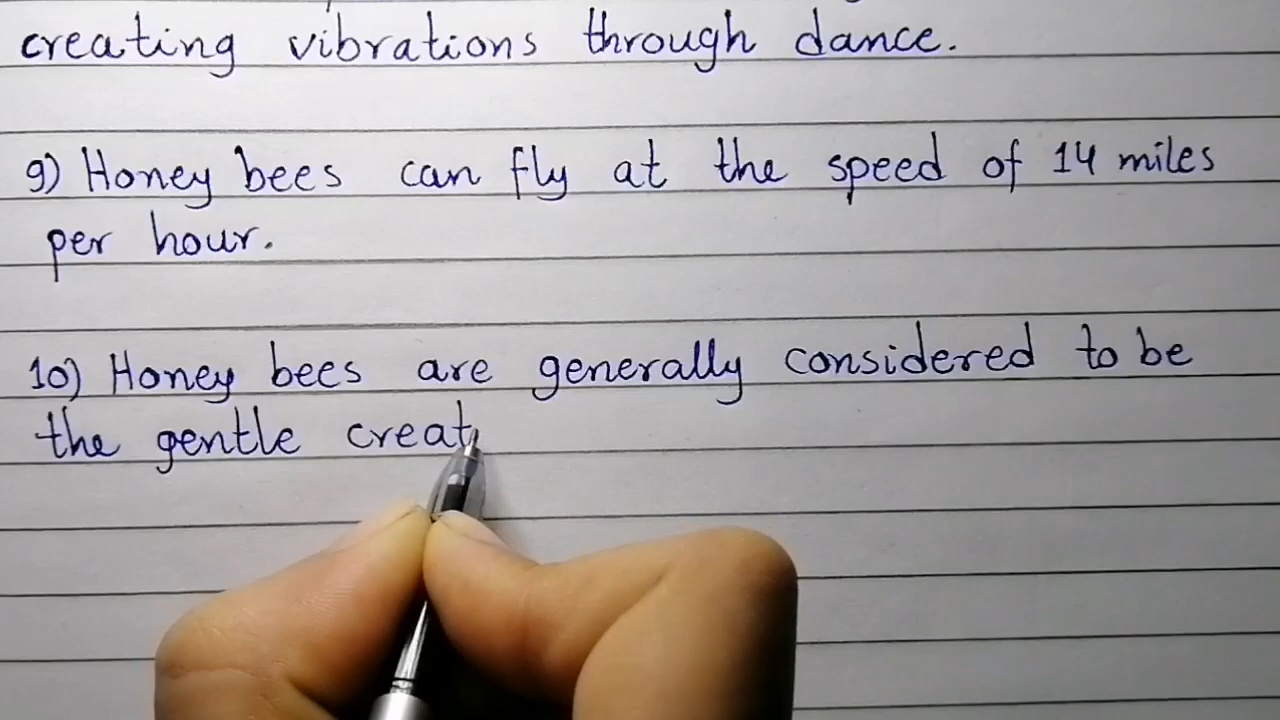 creating vibrations through dance.
9) Honey bees can fly at the speed of 14 miles
per hour.
10) Honey bees are generally considered to be
the gentle creat